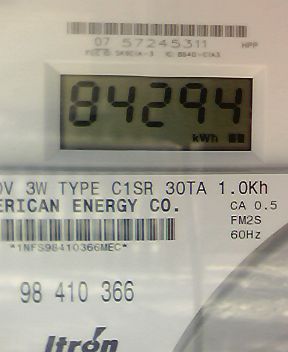 07 57245311 HPP
84294
kWh
0V 3W TYPE C1SR 30TA 1.0Kh
ERICAN ENERGY CO. CA 0.5
FM2S
60Hz
*1NFS98410366MEC*
98 410 366
Itron